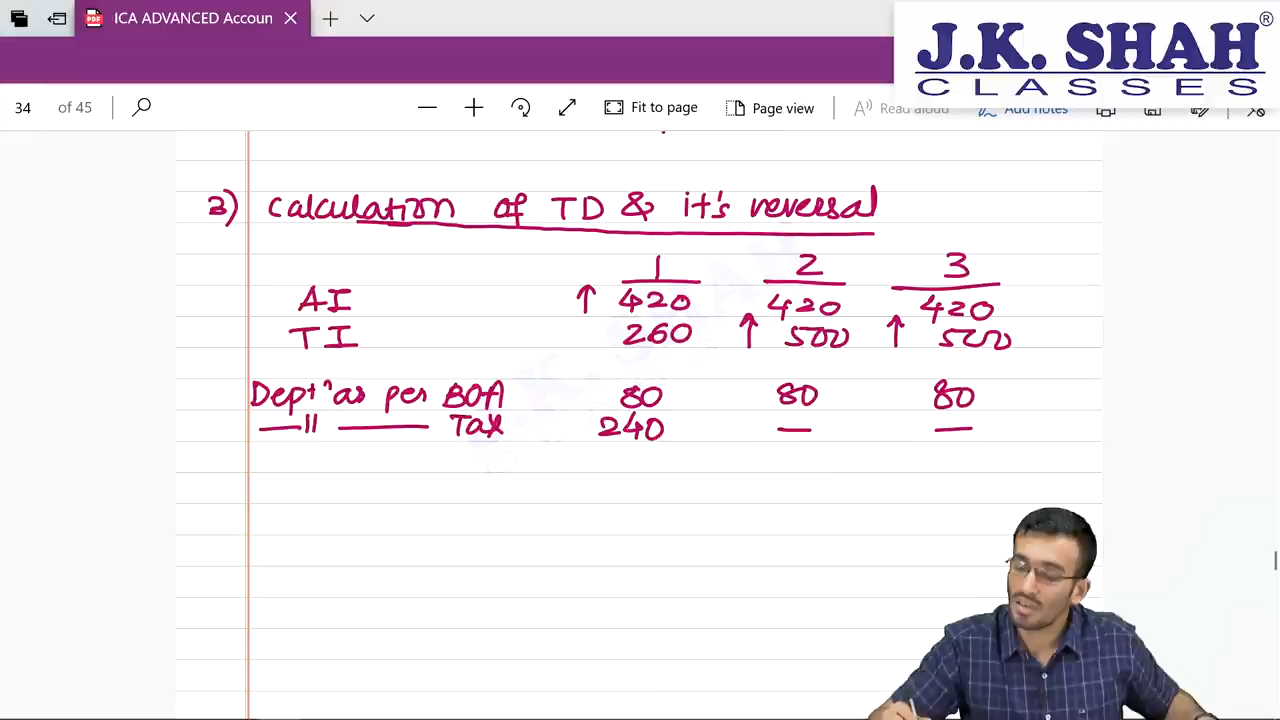 ICA ADVANCED Accoun
J.K. SHAH®
CLASSES
34 of 45
Fit to page
Page view
Read aloud
Add notes
3) Calculation of TD & it's reversal
1 2 3
AI ↑ 420 420 420
TI 260 ↑ 500 ↑ 500
Deptn as per BOA 80 80 80
—11 ——— Tax 240 — —